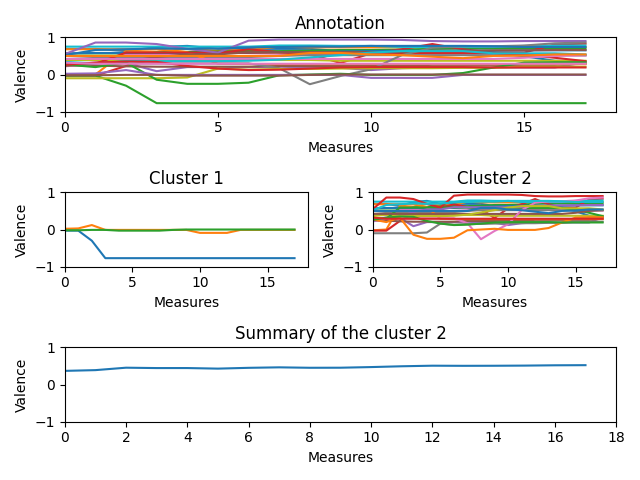 Annotation
Valence
1
0
−1
0 5 10 15
Measures
Cluster 1
Valence
1
0
−1
0 5 10 15
Measures
Cluster 2
Valence
1
0
−1
0 5 10 15
Measures
Summary of the cluster 2
Valence
1
0
−1
0 2 4 6 8 10 12 14 16 18
Measures